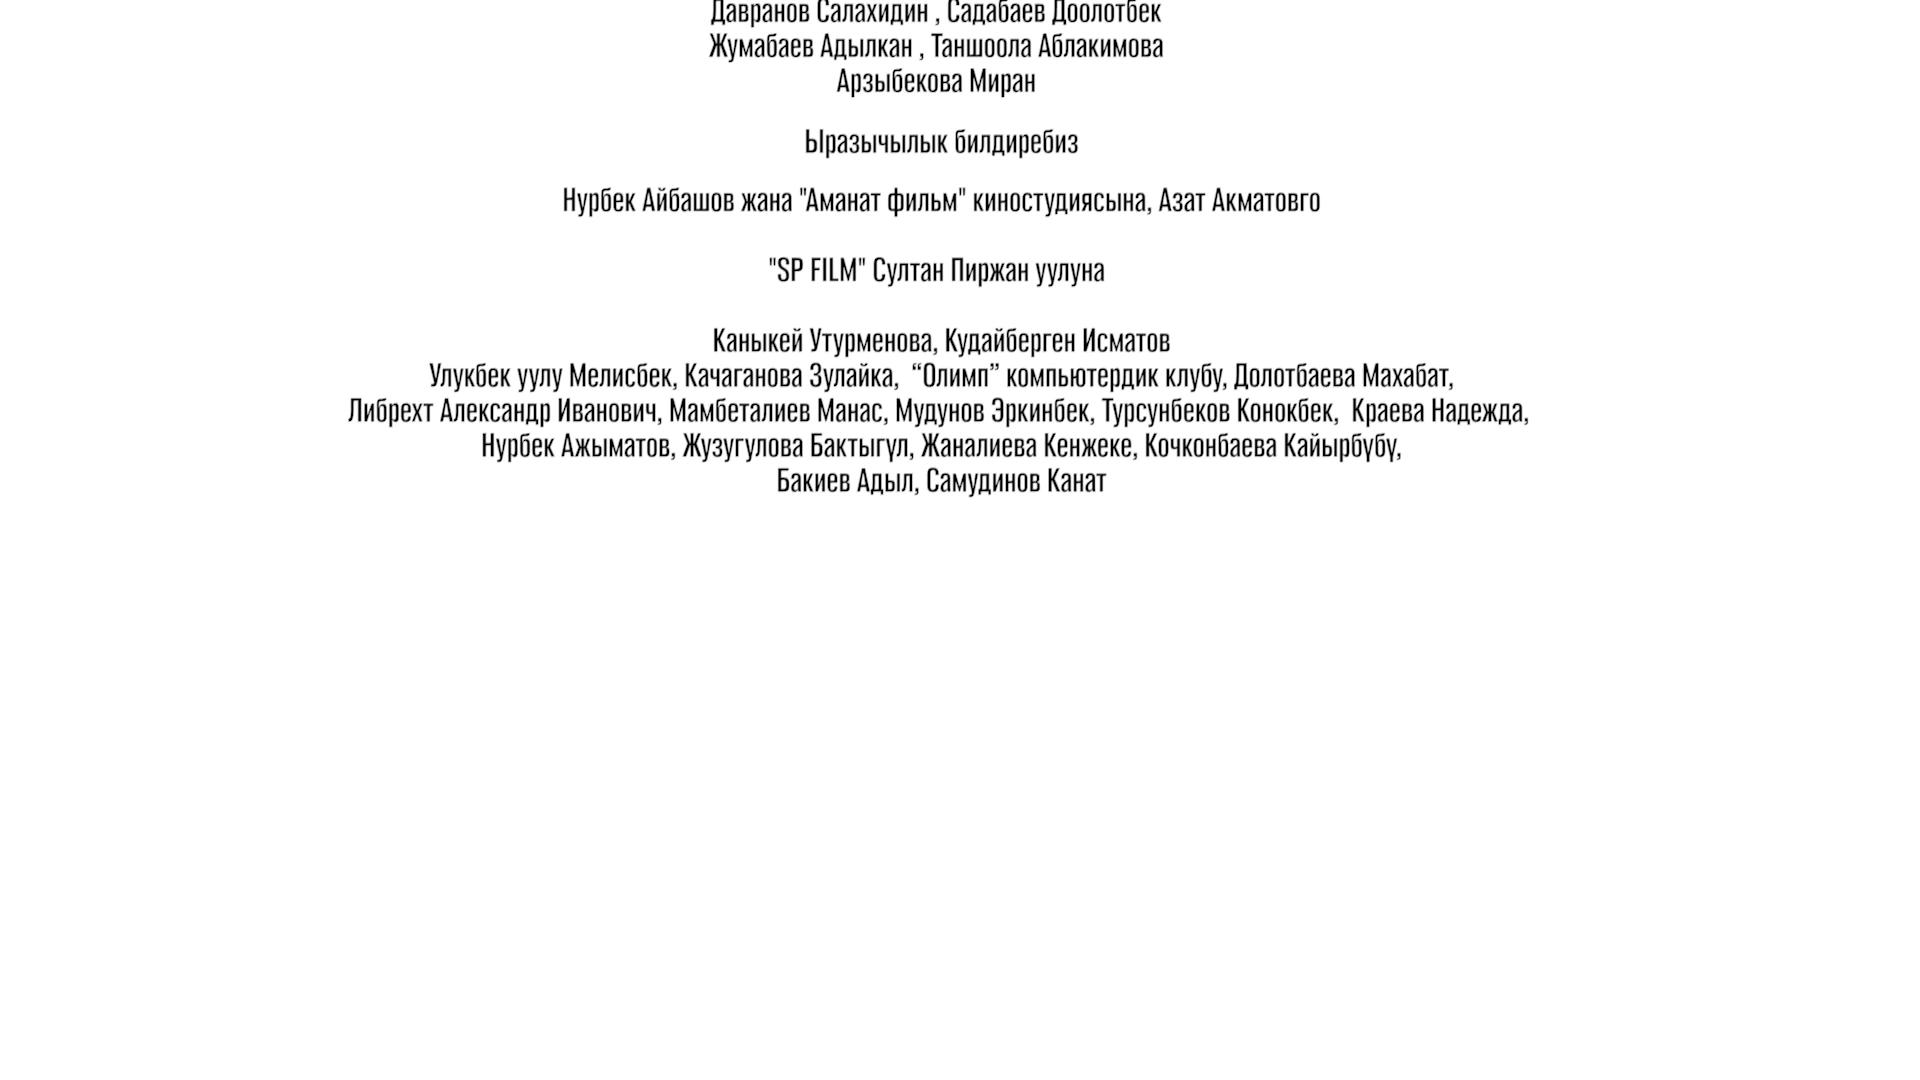 Давранов Салахидин , Садабаев Доолотбек
Жумабаев Адылкан , Таншоола Аблакимова
Арзыбекова Миран
Ыразычылык билдиребиз
Нурбек Айбашов жана "Аманат фильм" киностудиясына, Азат Акматовго
"SP FILM" Султан Пиржан уулуна
Каныкей Утурменова, Кудайберген Исматов
Улукбек уулу Мелисбек, Качаганова Зулайка, “Олимп” компьютердик клубу, Долотбаева Махабат,
Либрехт Александр Иванович, Мамбеталиев Манас, Мудунов Эркинбек, Турсунбеков Конокбек, Краева Надежда,
Нурбек Ажыматов, Жузугулова Бактыгүл, Жаналиева Кенжеке, Кочконбаева Кайырбүбү,
Бакиев Адыл, Самудинов Канат